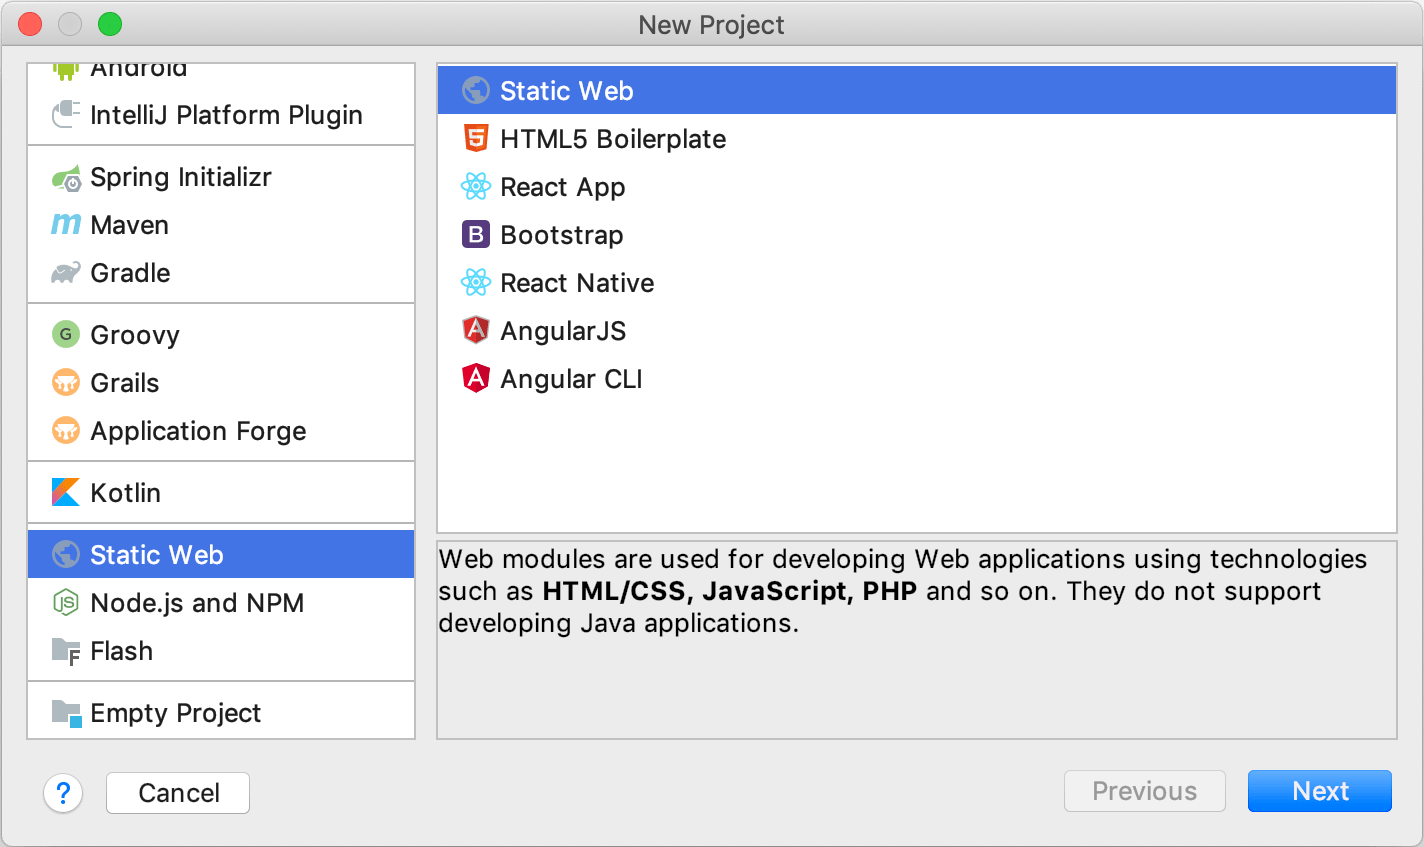 New Project
Android
IntelliJ Platform Plugin
Spring Initializr
m Maven
Gradle
G Groovy
Grails
Application Forge
Kotlin
Static Web
JS Node.js and NPM
F Flash
Empty Project
Static Web
5 HTML5 Boilerplate
React App
B Bootstrap
React Native
A AngularJS
A Angular CLI
Web modules are used for developing Web applications using technologies
such as HTML/CSS, JavaScript, PHP and so on. They do not support
developing Java applications.
? Cancel
Previous
Next